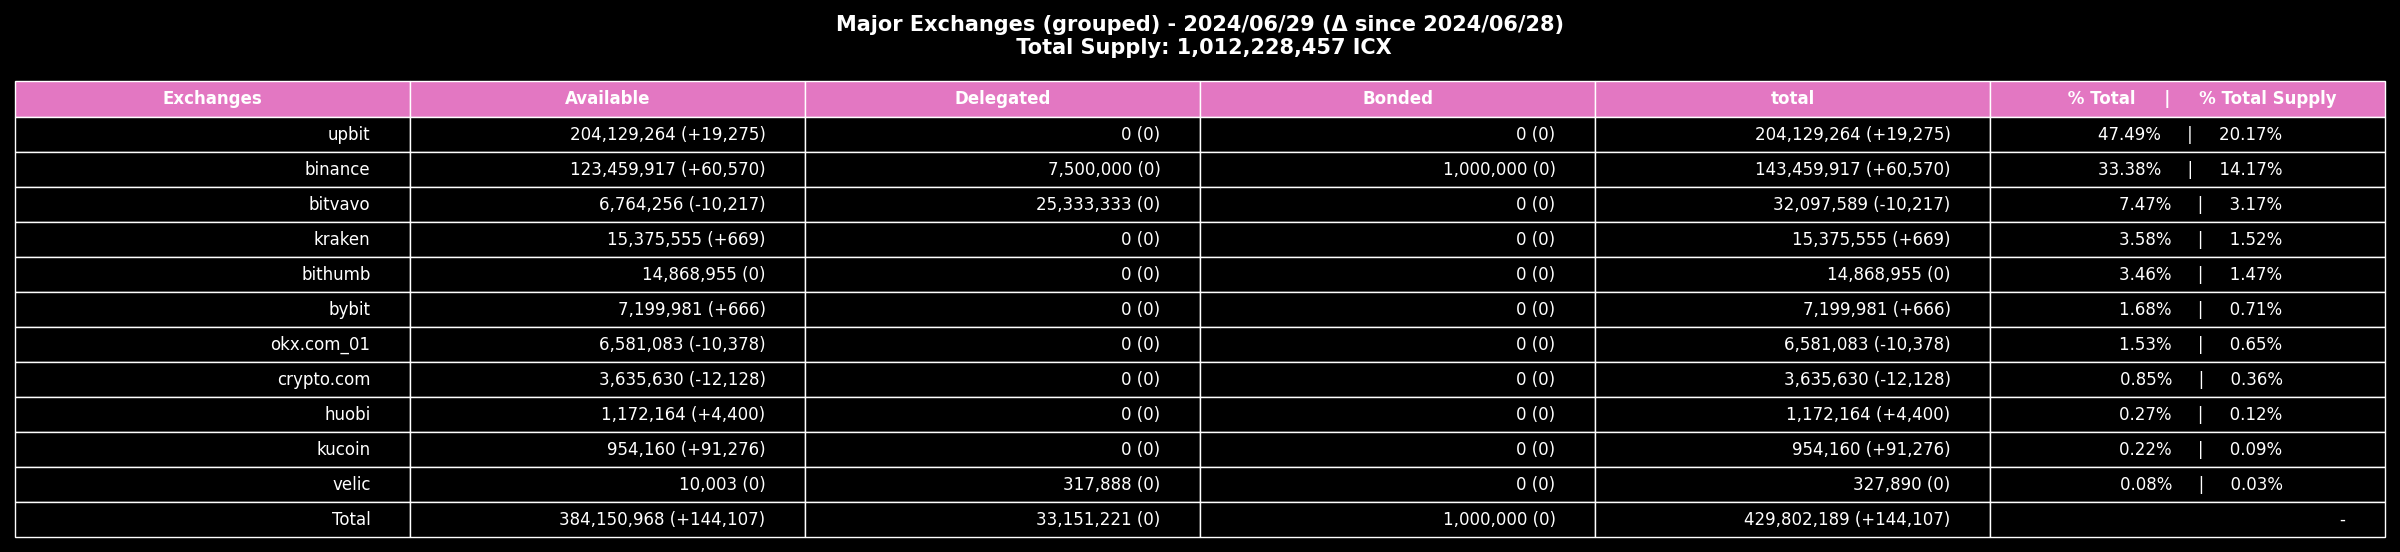 Major Exchanges (grouped) - 2024/06/29 (Δ since 2024/06/28)
Total Supply: 1,012,228,457 ICX
Exchanges Available Delegated Bonded total % Total | % Total Supply
upbit 204,129,264 (+19,275) 0 (0) 0 (0) 204,129,264 (+19,275) 47.49% | 20.17%
binance 123,459,917 (+60,570) 7,500,000 (0) 1,000,000 (0) 143,459,917 (+60,570) 33.38% | 14.17%
bitvavo 6,764,256 (-10,217) 25,333,333 (0) 0 (0) 32,097,589 (-10,217) 7.47% | 3.17%
kraken 15,375,555 (+669) 0 (0) 0 (0) 15,375,555 (+669) 3.58% | 1.52%
bithumb 14,868,955 (0) 0 (0) 0 (0) 14,868,955 (0) 3.46% | 1.47%
bybit 7,199,981 (+666) 0 (0) 0 (0) 7,199,981 (+666) 1.68% | 0.71%
okx.com_01 6,581,083 (-10,378) 0 (0) 0 (0) 6,581,083 (-10,378) 1.53% | 0.65%
crypto.com 3,635,630 (-12,128) 0 (0) 0 (0) 3,635,630 (-12,128) 0.85% | 0.36%
huobi 1,172,164 (+4,400) 0 (0) 0 (0) 1,172,164 (+4,400) 0.27% | 0.12%
kucoin 954,160 (+91,276) 0 (0) 0 (0) 954,160 (+91,276) 0.22% | 0.09%
velic 10,003 (0) 317,888 (0) 0 (0) 327,890 (0) 0.08% | 0.03%
Total 384,150,968 (+144,107) 33,151,221 (0) 1,000,000 (0) 429,802,189 (+144,107) -